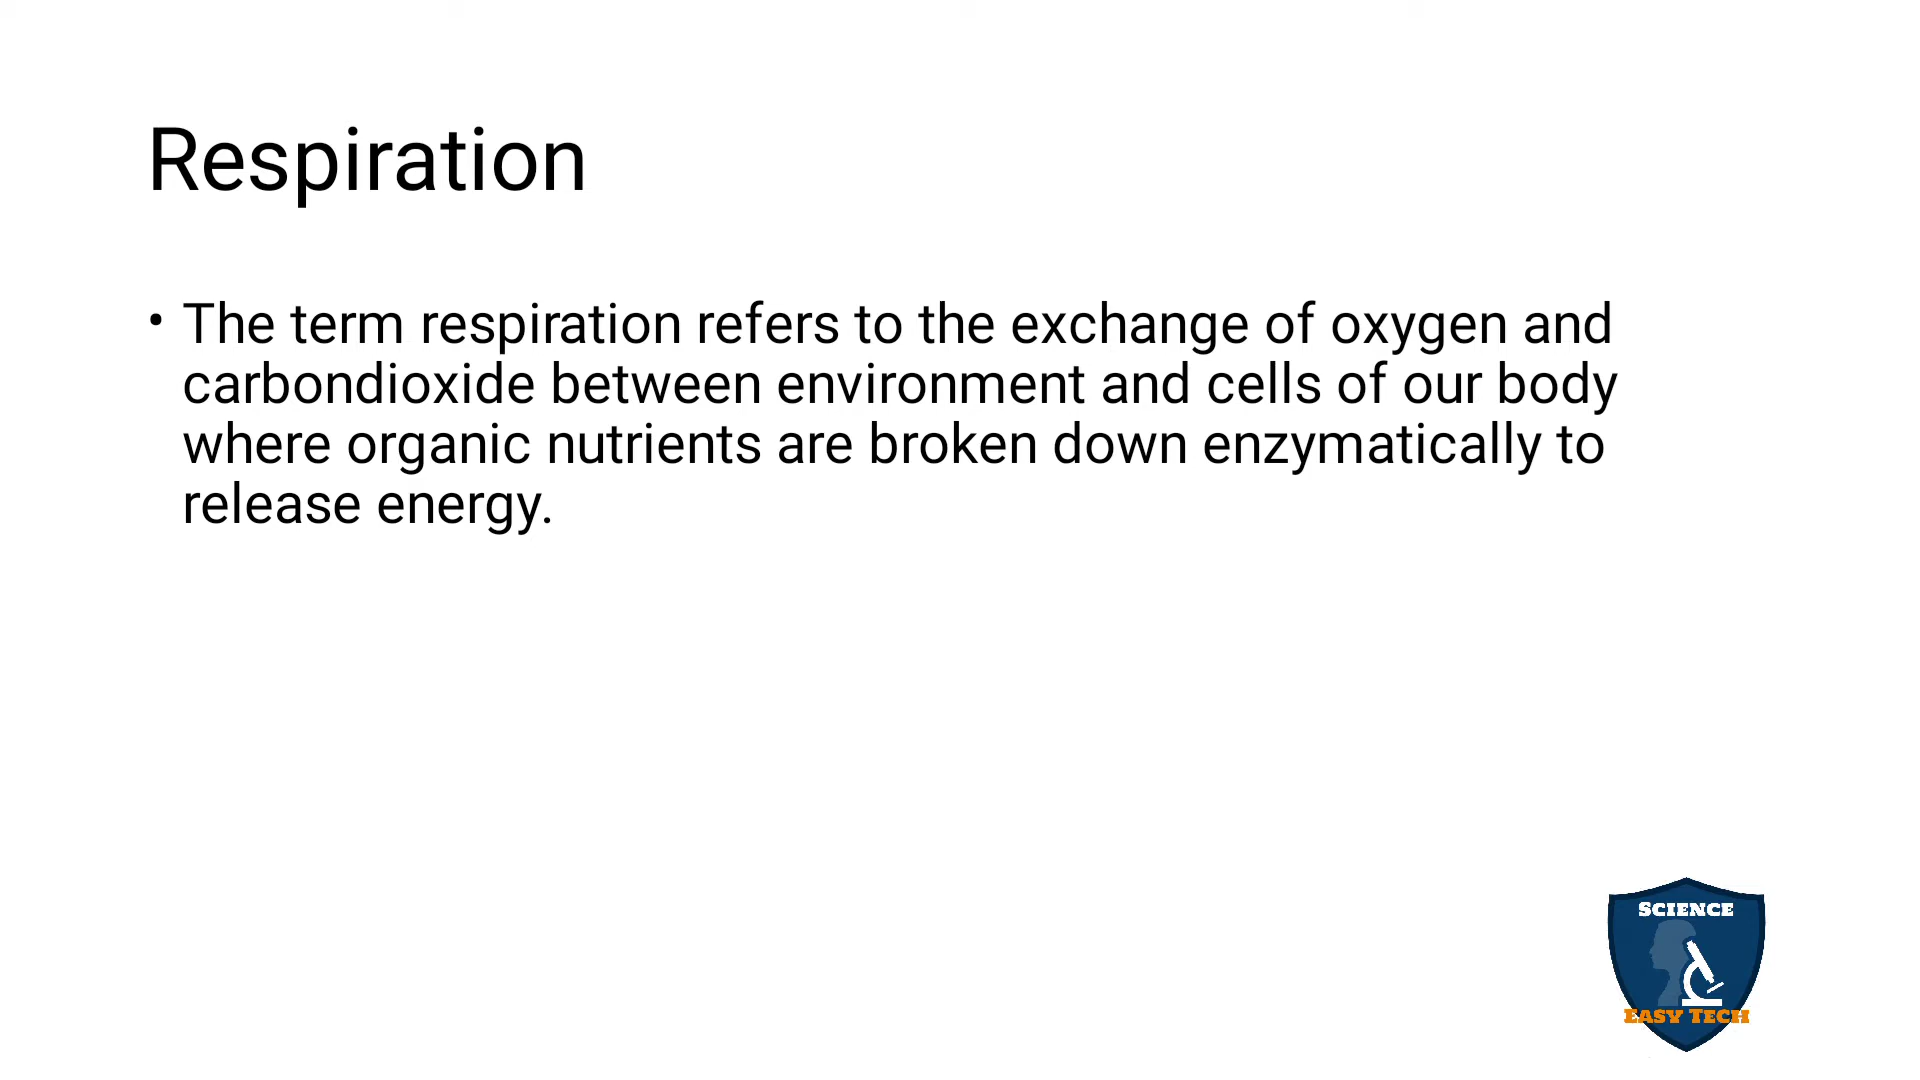 Respiration
• The term respiration refers to the exchange of oxygen and
carbondioxide between environment and cells of our body
where organic nutrients are broken down enzymatically to
release energy.
SCIENCE
EASY TECH